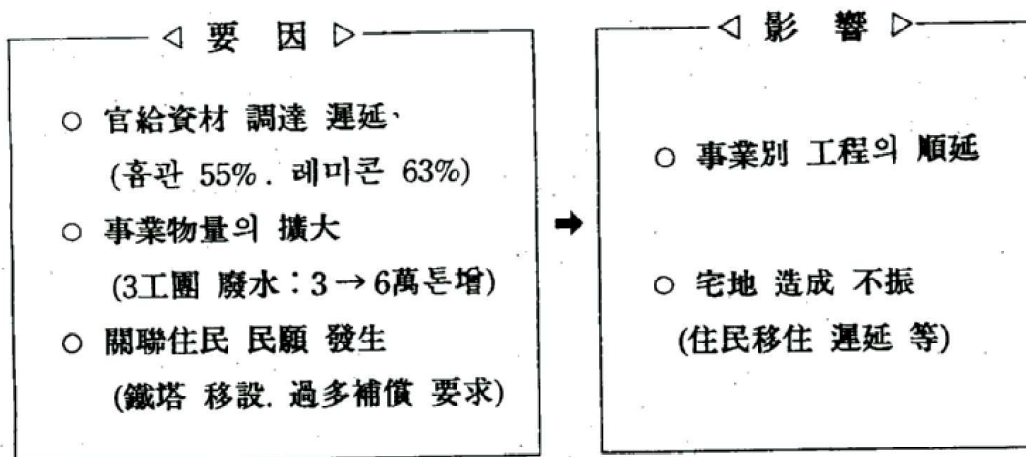 ◁ 要 因 ▷
○ 官給資材 調達 遲延
(흄관 55%. 레미콘 63%)
○ 事業物量의 擴大
(3工團 廢水：3→6萬톤增)
○ 關聯住民 民願 發生
(鐵塔 移設. 過多補償 要求)
➡
◁ 影 響 ▷
○ 事業別 工程의 順延
○ 宅地 造成 不振
(住民移住 遲延 等)